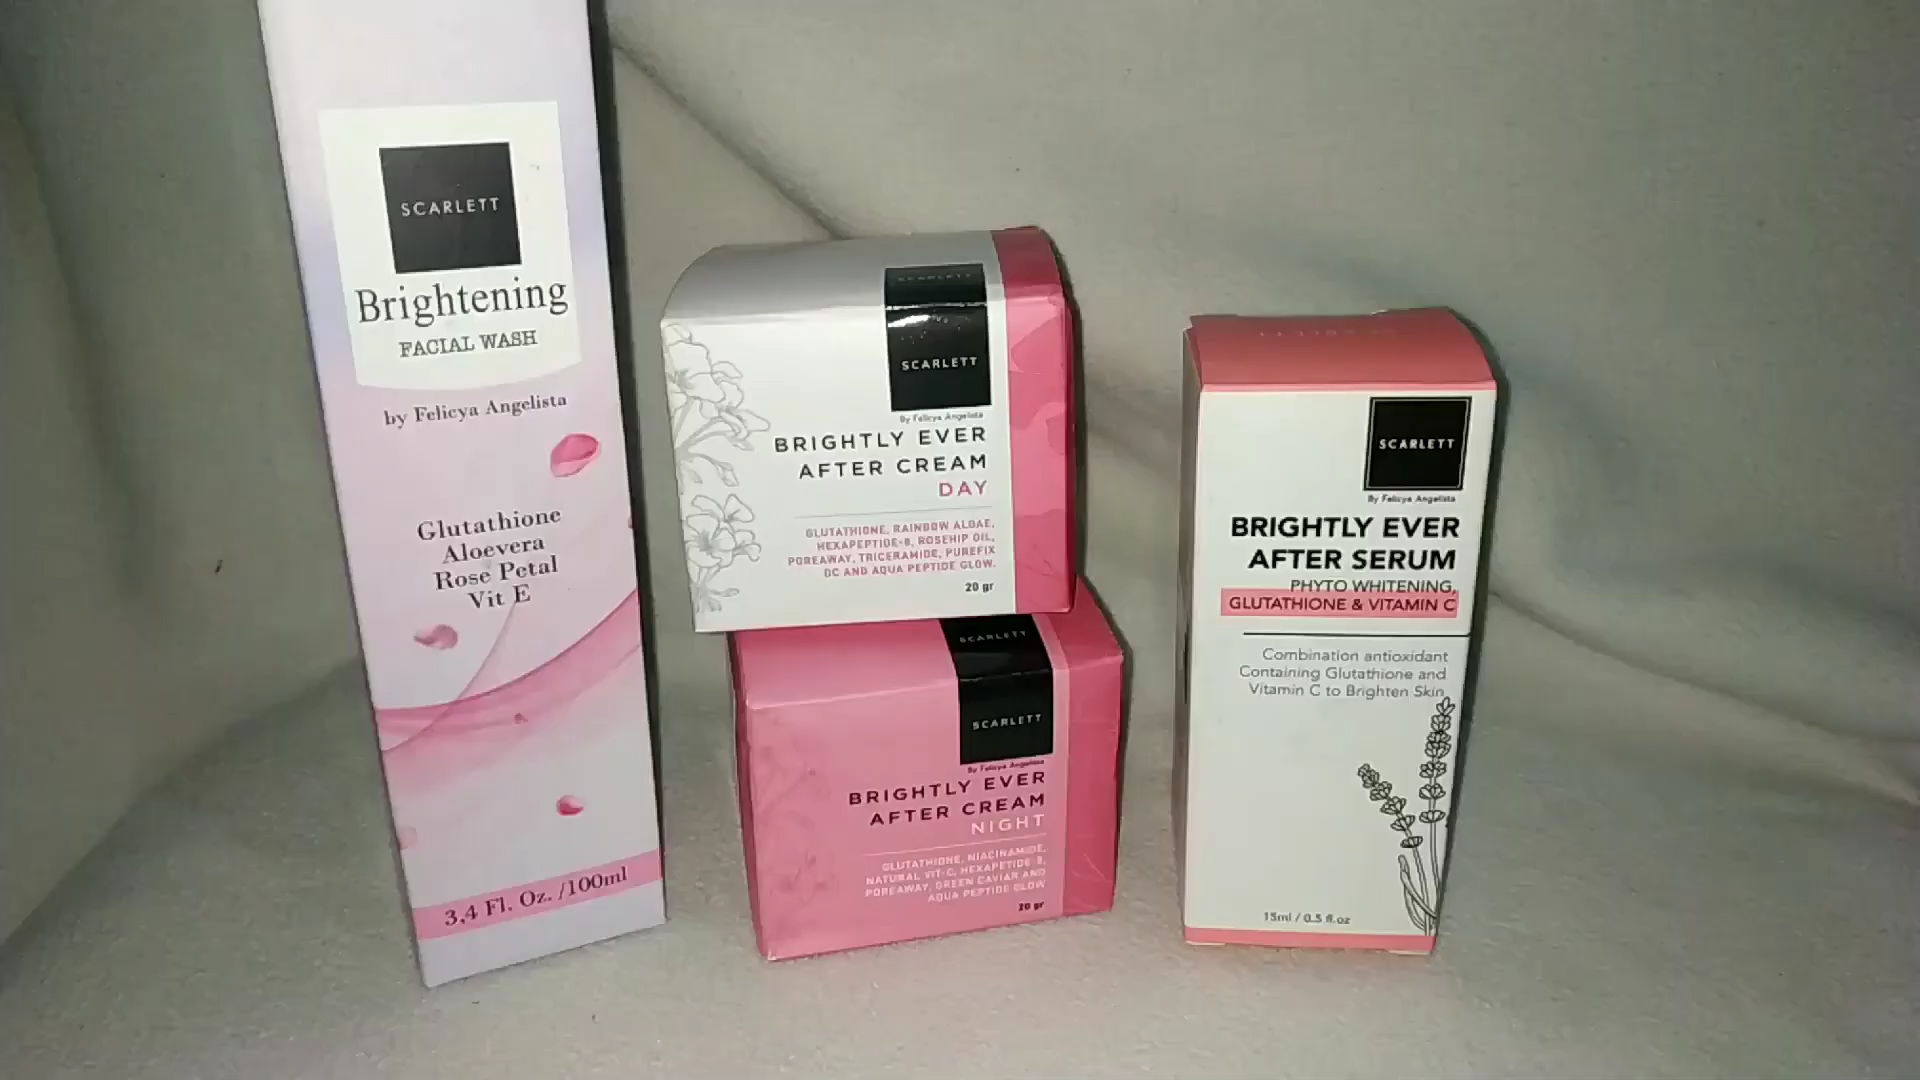 SCARLETT
Brightening
FACIAL WASH
by Felicya Angelista
Glutathione
Aloevera
Rose Petal
Vit E
3,4 Fl. Oz. /100ml
SCARLETT
SCARLETT
By Felicya Angelista
BRIGHTLY EVER
AFTER CREAM
DAY
GLUTATHIONE, RAINBOW ALGAE,
HEXAPEPTIDE-8, ROSEHIP OIL,
POREAWAY, TRICERAMIDE, PUREFIX
DC AND AQUA PEPTIDE GLOW.
20 gr
SCARLETT
SCARLETT
By Felicya Angelista
BRIGHTLY EVER
AFTER CREAM
NIGHT
GLUTATHIONE, NIACINAMIDE,
NATURAL VIT-C, HEXAPETIDE-8,
POREAWAY, GREEN CAVIAR AND
AQUA PEPTIDE GLOW
20 gr
SCARLETT
By Felicya Angelista
BRIGHTLY EVER
AFTER SERUM
PHYTO WHITENING,
GLUTATHIONE & VITAMIN C
Combination antioxidant
Containing Glutathione and
Vitamin C to Brighten Skin
15ml / 0.5 fl.oz